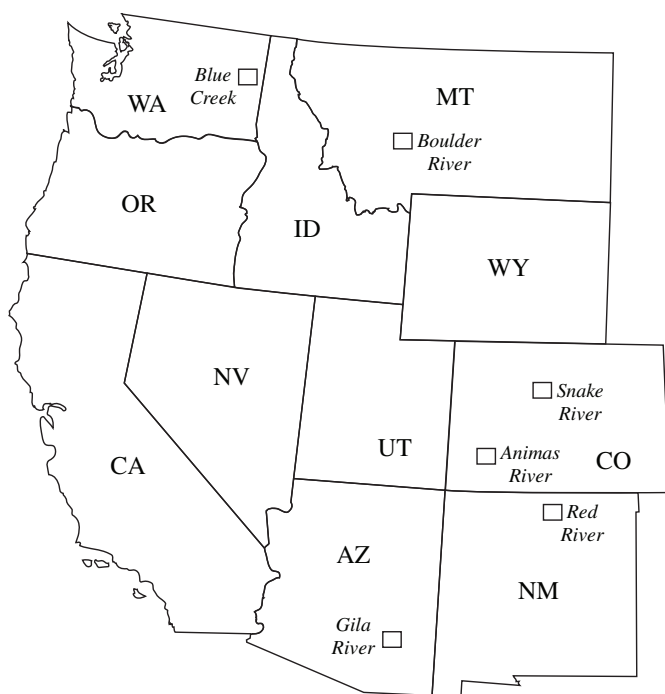 Blue
Creek
WA
MT
Boulder
River
OR
ID
WY
NV
Snake
River
UT
Animas
River
CO
CA
Red
River
AZ
NM
Gila
River